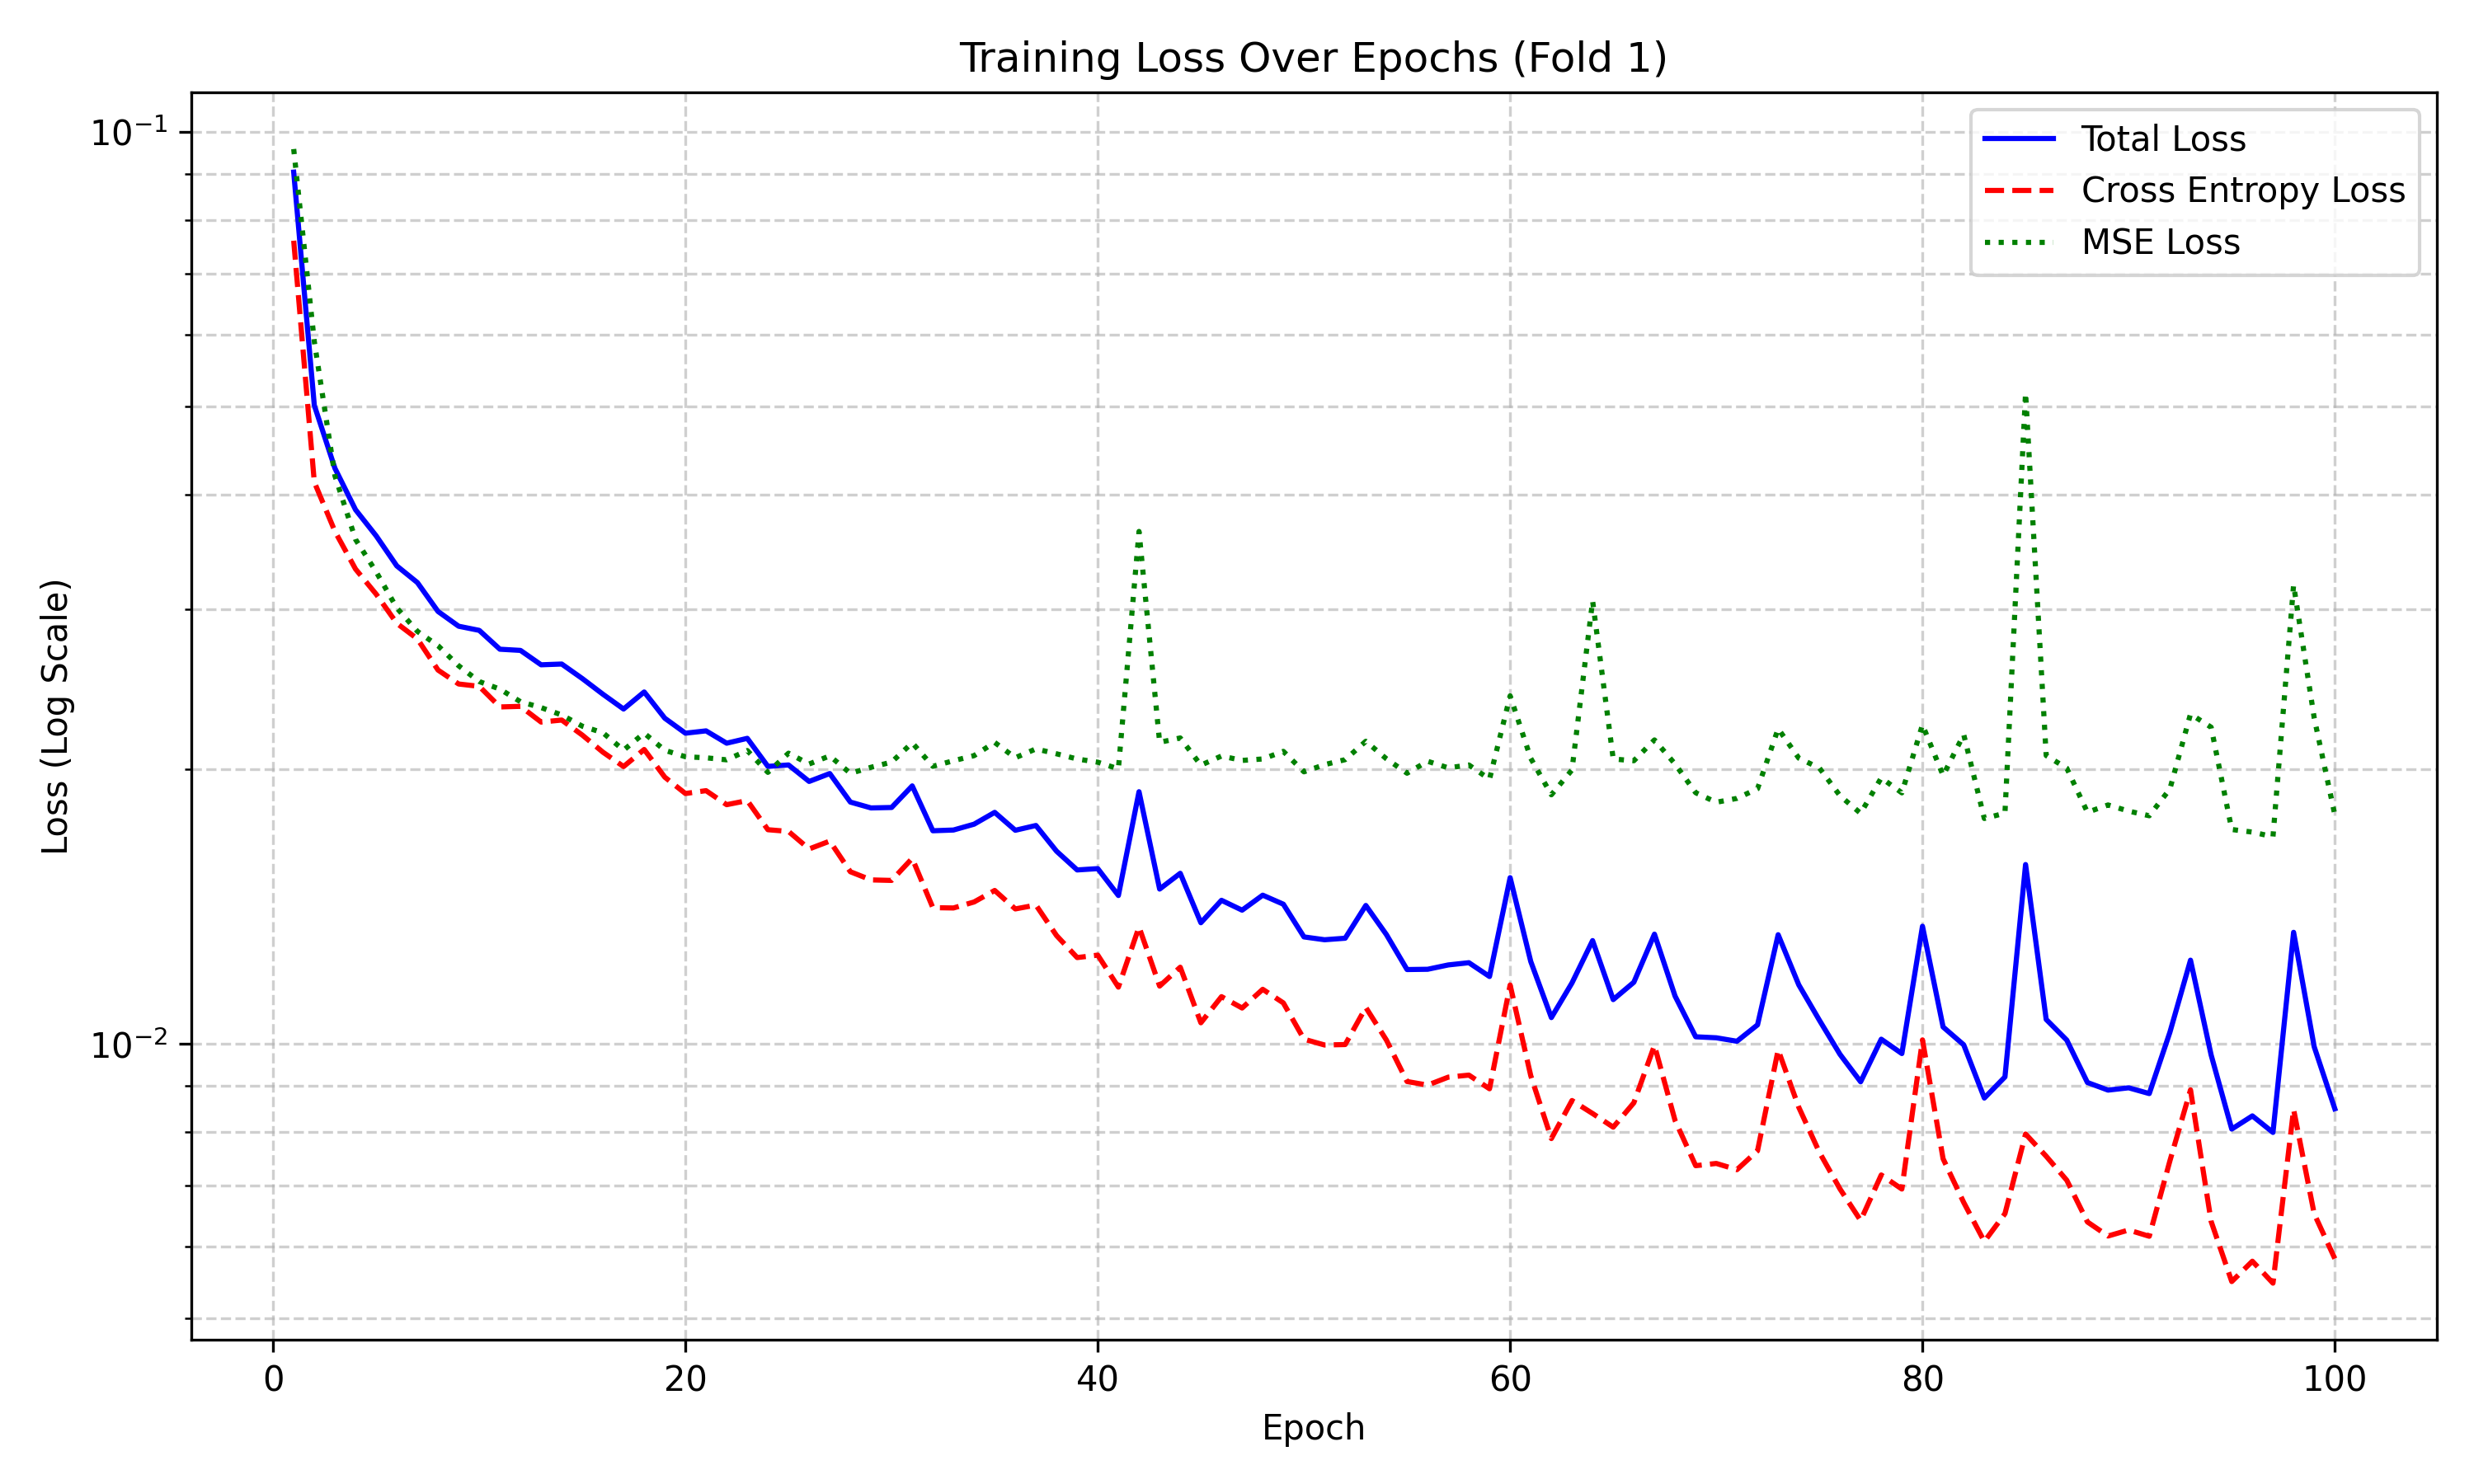 Training Loss Over Epochs (Fold 1)
10⁻¹
Total Loss
Cross Entropy Loss
MSE Loss
Loss (Log Scale)
10⁻²
0 20 40 60 80 100
Epoch